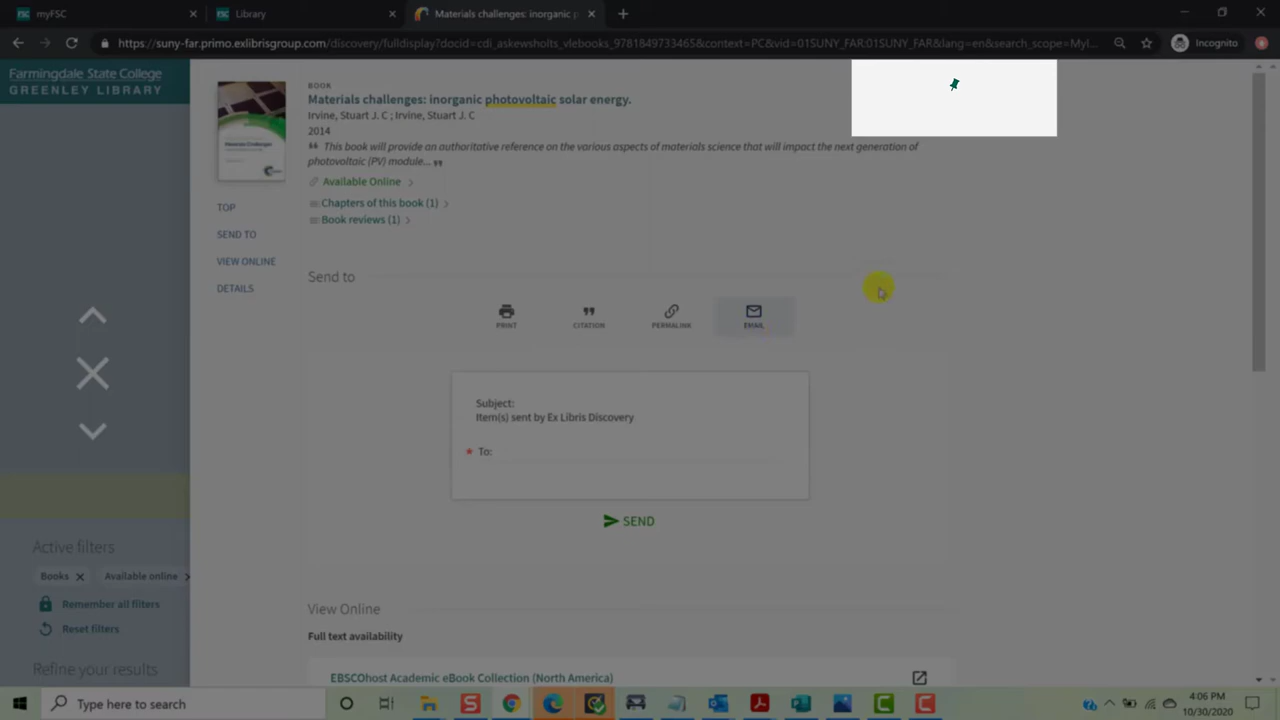 myFSC
Library
Materials challenges: inorganic p
https://suny-far.primo.exlibrisgroup.com/discovery/fulldisplay?docid=cdi_askewsholts_vlebooks_9781849733465&context=PC&vid=01SUNY_FAR:01SUNY_FAR&lang=en&search_scope=MyI...
Incognito
Farmingdale State College
GREENLEY LIBRARY
BOOK
Materials challenges: inorganic photovoltaic solar energy.
Irvine, Stuart J. C ; Irvine, Stuart J. C
2014
This book will provide an authoritative reference on the various aspects of materials science that will impact the next generation of
photovoltaic (PV) module...
Available Online
Chapters of this book (1)
Book reviews (1)
TOP
SEND TO
VIEW ONLINE
DETAILS
Send to
PRINT
CITATION
PERMALINK
EMAIL
Subject:
Item(s) sent by Ex Libris Discovery
* To:
SEND
Active filters
Books
Available online
Remember all filters
Reset filters
Refine your results
View Online
Full text availability
EBSCOhost Academic eBook Collection (North America)
Type here to search
4:06 PM
10/30/2020